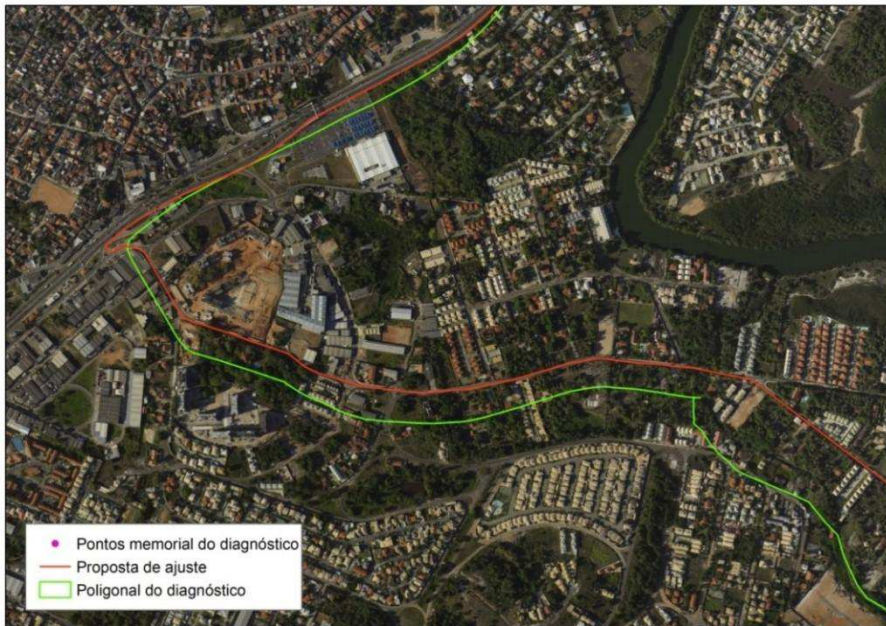 Pontos memorial do diagnóstico
Proposta de ajuste
Poligonal do diagnóstico